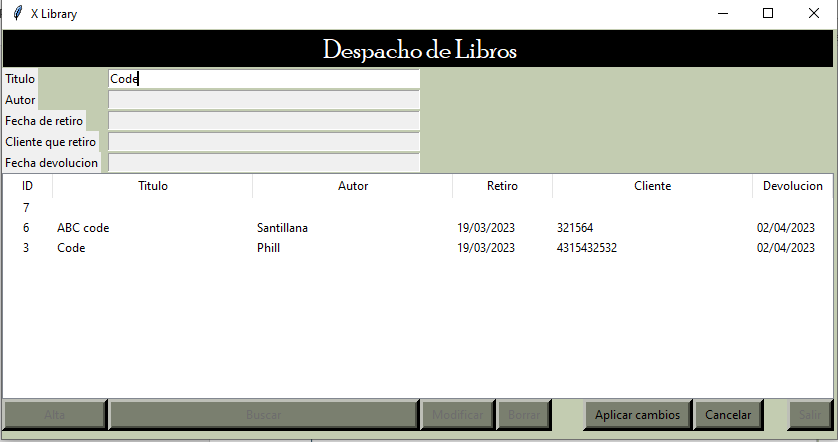 X Library
Despacho de Libros
Titulo Code
Autor
Fecha de retiro
Cliente que retiro
Fecha devolucion
ID Titulo Autor Retiro Cliente Devolucion
7
6 ABC code Santillana 19/03/2023 321564 02/04/2023
3 Code Phill 19/03/2023 4315432532 02/04/2023
Alta Buscar Modificar Borrar Aplicar cambios Cancelar Salir